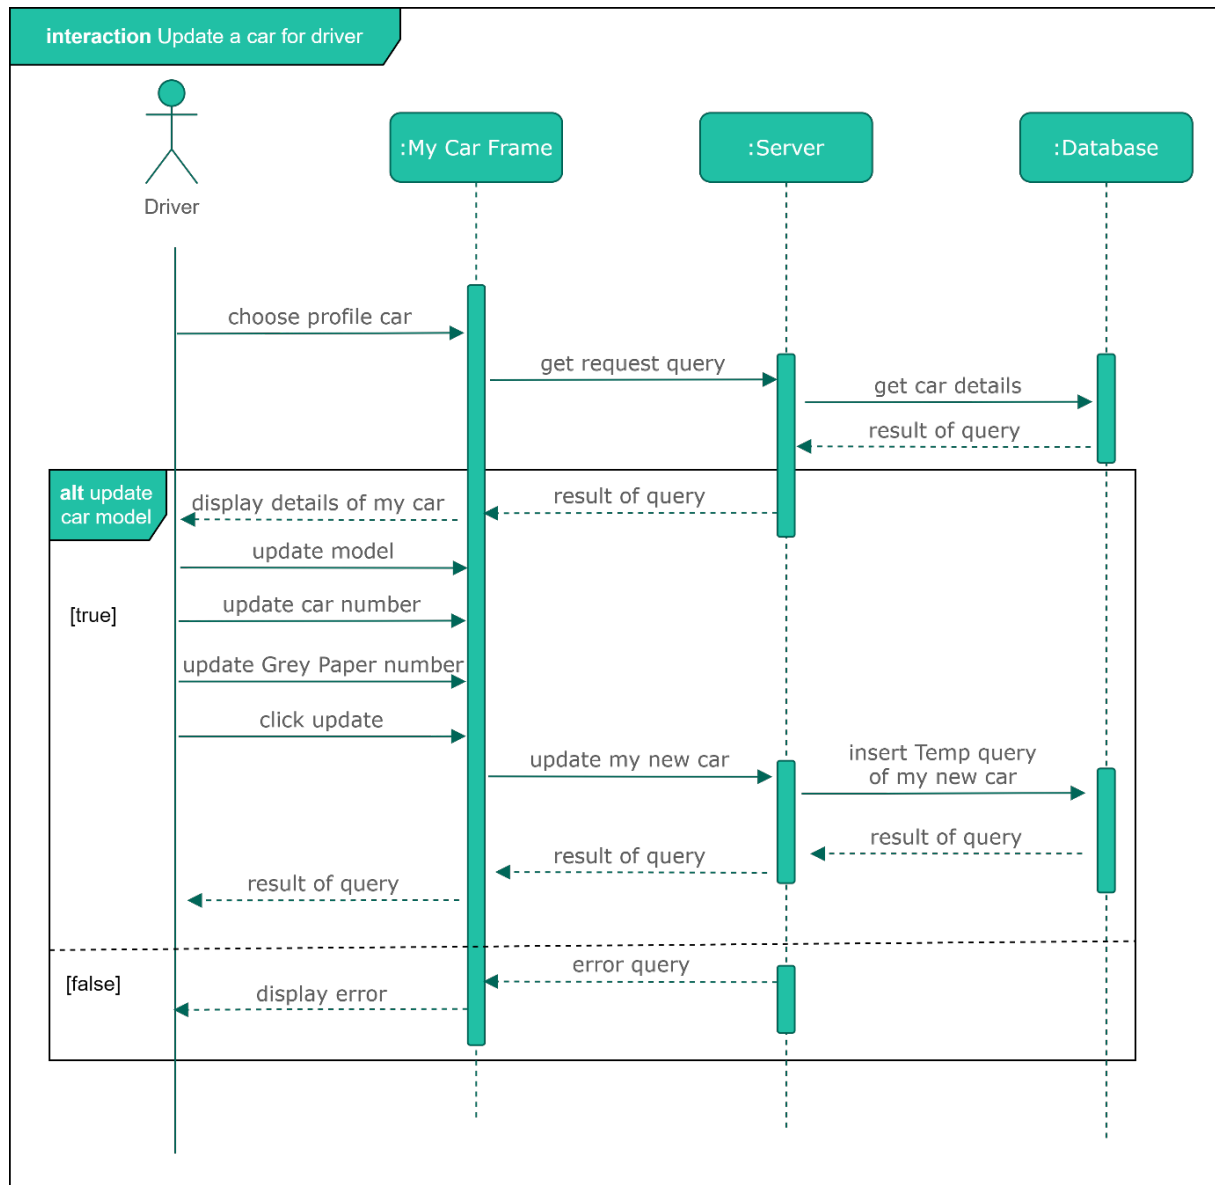 interaction Update a car for driver
:My Car Frame
:Server
:Database
Driver
choose profile car
get request query
get car details
result of query
alt update
car model
display details of my car
result of query
update model
[true]
update car number
update Grey Paper number
click update
update my new car
insert Temp query
of my new car
result of query
result of query
result of query
[false]
error query
display error